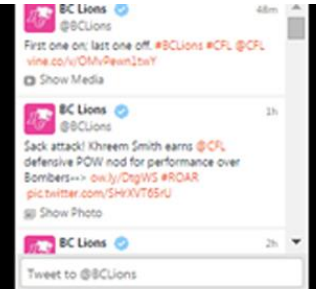 BC Lions 48m
@BCLions
First one on; last one off. #BCLions #CFL @CFL
vine.co/v/OMvPewn1twY
Show Media
BC Lions 1h
@BCLions
Sack attack! Khreem Smith earns @CFL
defensive POW nod for performance over
Bombers--> ow.ly/DtgWS #ROAR
pic.twitter.com/SHrXVT65rU
Show Photo
BC Lions 2h
Tweet to @BCLions